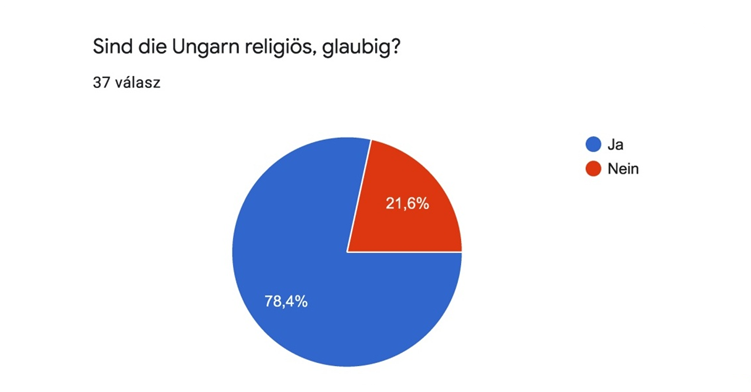 Sind die Ungarn religiös, glaubig?
37 válasz
Ja
Nein
21,6%
78,4%